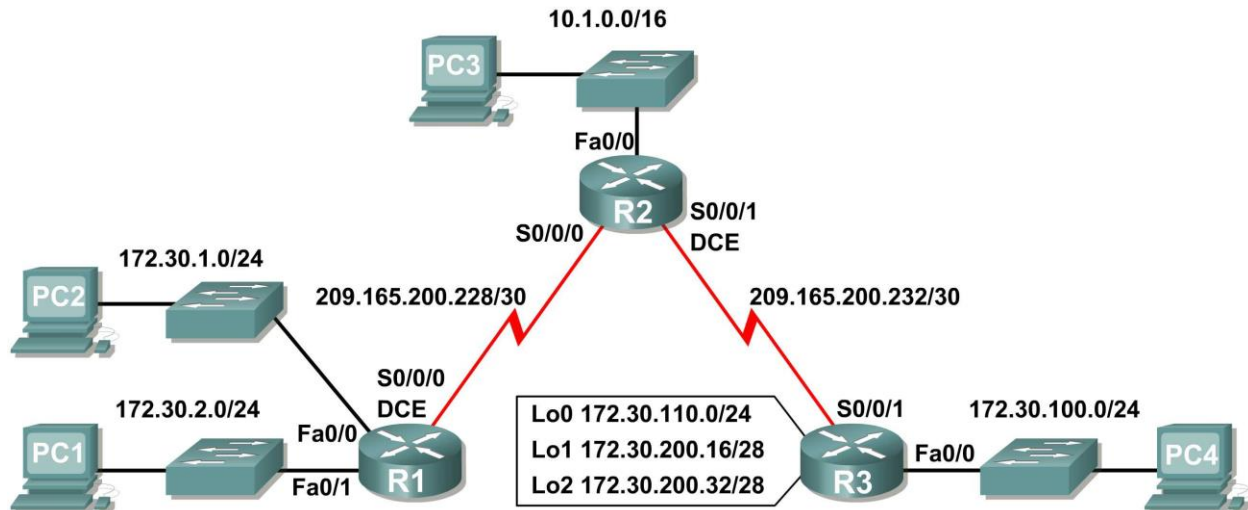 10.1.0.0/16
PC3
Fa0/0
R2
S0/0/0
S0/0/1
DCE
172.30.1.0/24
PC2
209.165.200.228/30
209.165.200.232/30
172.30.2.0/24
PC1
S0/0/0
DCE
Fa0/0
Fa0/1
R1
Lo0 172.30.110.0/24
Lo1 172.30.200.16/28
Lo2 172.30.200.32/28
S0/0/1
R3
Fa0/0
172.30.100.0/24
PC4